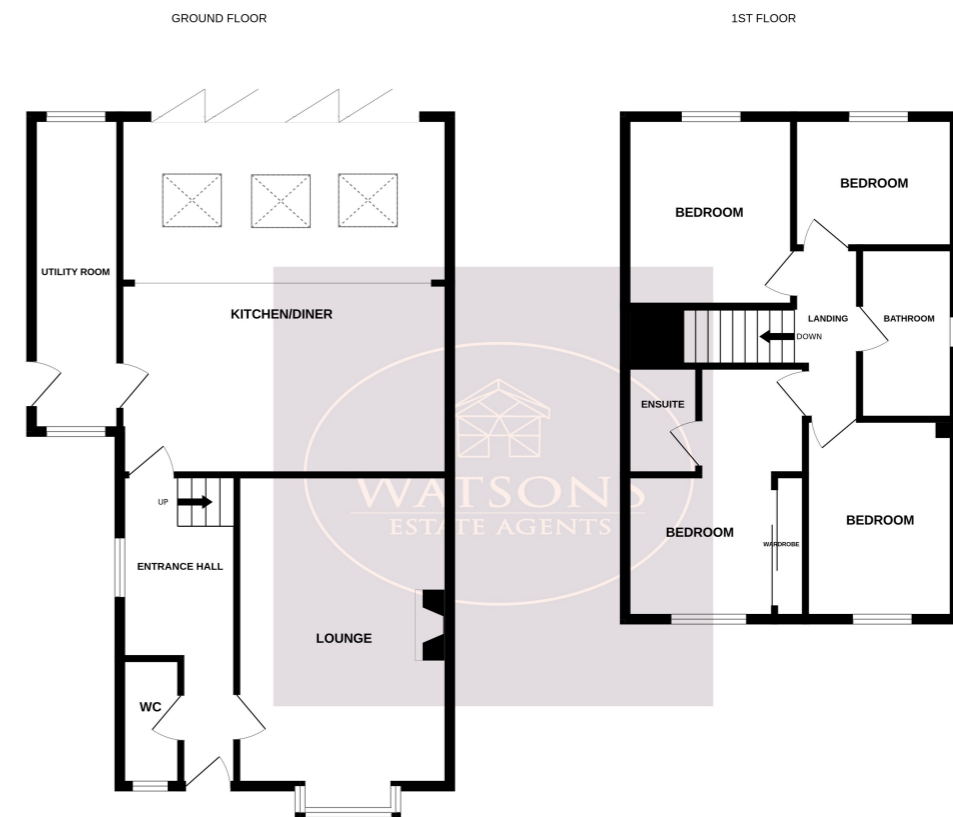 GROUND FLOOR
1ST FLOOR
UTILITY ROOM
KITCHEN/DINER
UP
ENTRANCE HALL
LOUNGE
WC
BEDROOM
BEDROOM
LANDING
BATHROOM
DOWN
ENSUITE
BEDROOM
WARDROBE
BEDROOM
WATSONS
ESTATE AGENTS